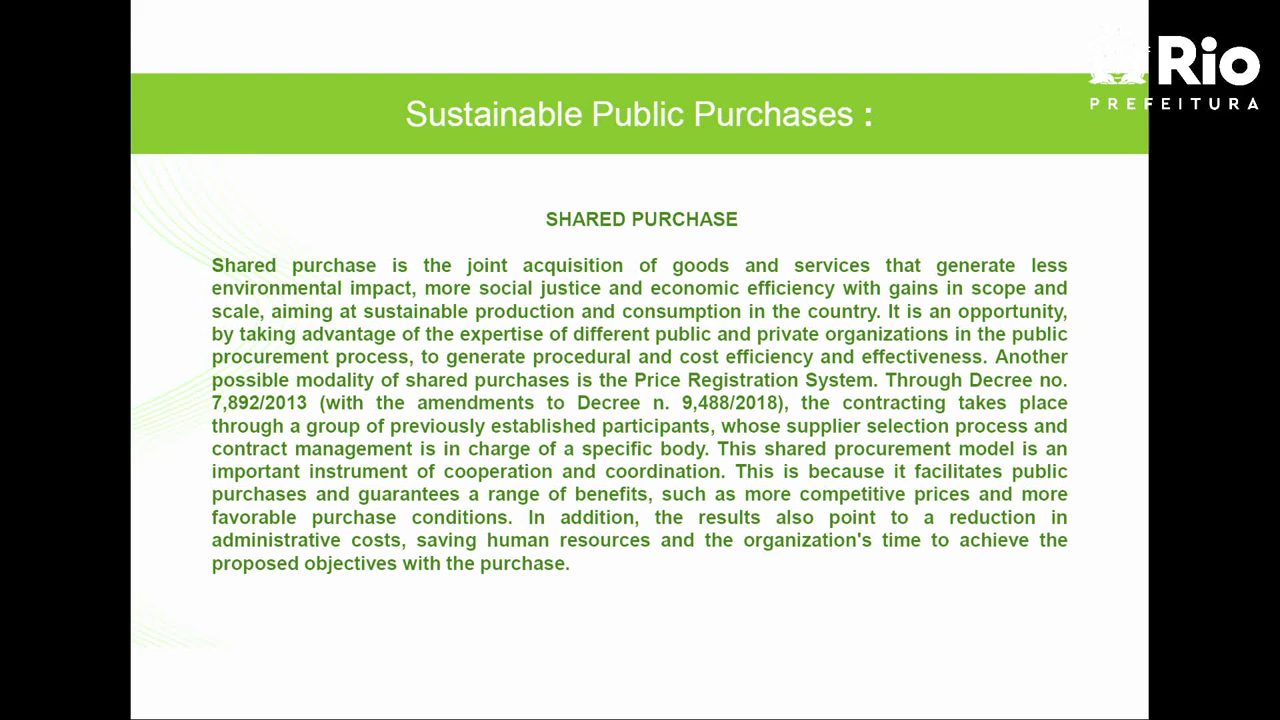 Rio
PREFEITURA
Sustainable Public Purchases :
SHARED PURCHASE
Shared purchase is the joint acquisition of goods and services that generate less
environmental impact, more social justice and economic efficiency with gains in scope and
scale, aiming at sustainable production and consumption in the country. It is an opportunity,
by taking advantage of the expertise of different public and private organizations in the public
procurement process, to generate procedural and cost efficiency and effectiveness. Another
possible modality of shared purchases is the Price Registration System. Through Decree no.
7,892/2013 (with the amendments to Decree n. 9,488/2018), the contracting takes place
through a group of previously established participants, whose supplier selection process and
contract management is in charge of a specific body. This shared procurement model is an
important instrument of cooperation and coordination. This is because it facilitates public
purchases and guarantees a range of benefits, such as more competitive prices and more
favorable purchase conditions. In addition, the results also point to a reduction in
administrative costs, saving human resources and the organization's time to achieve the
proposed objectives with the purchase.